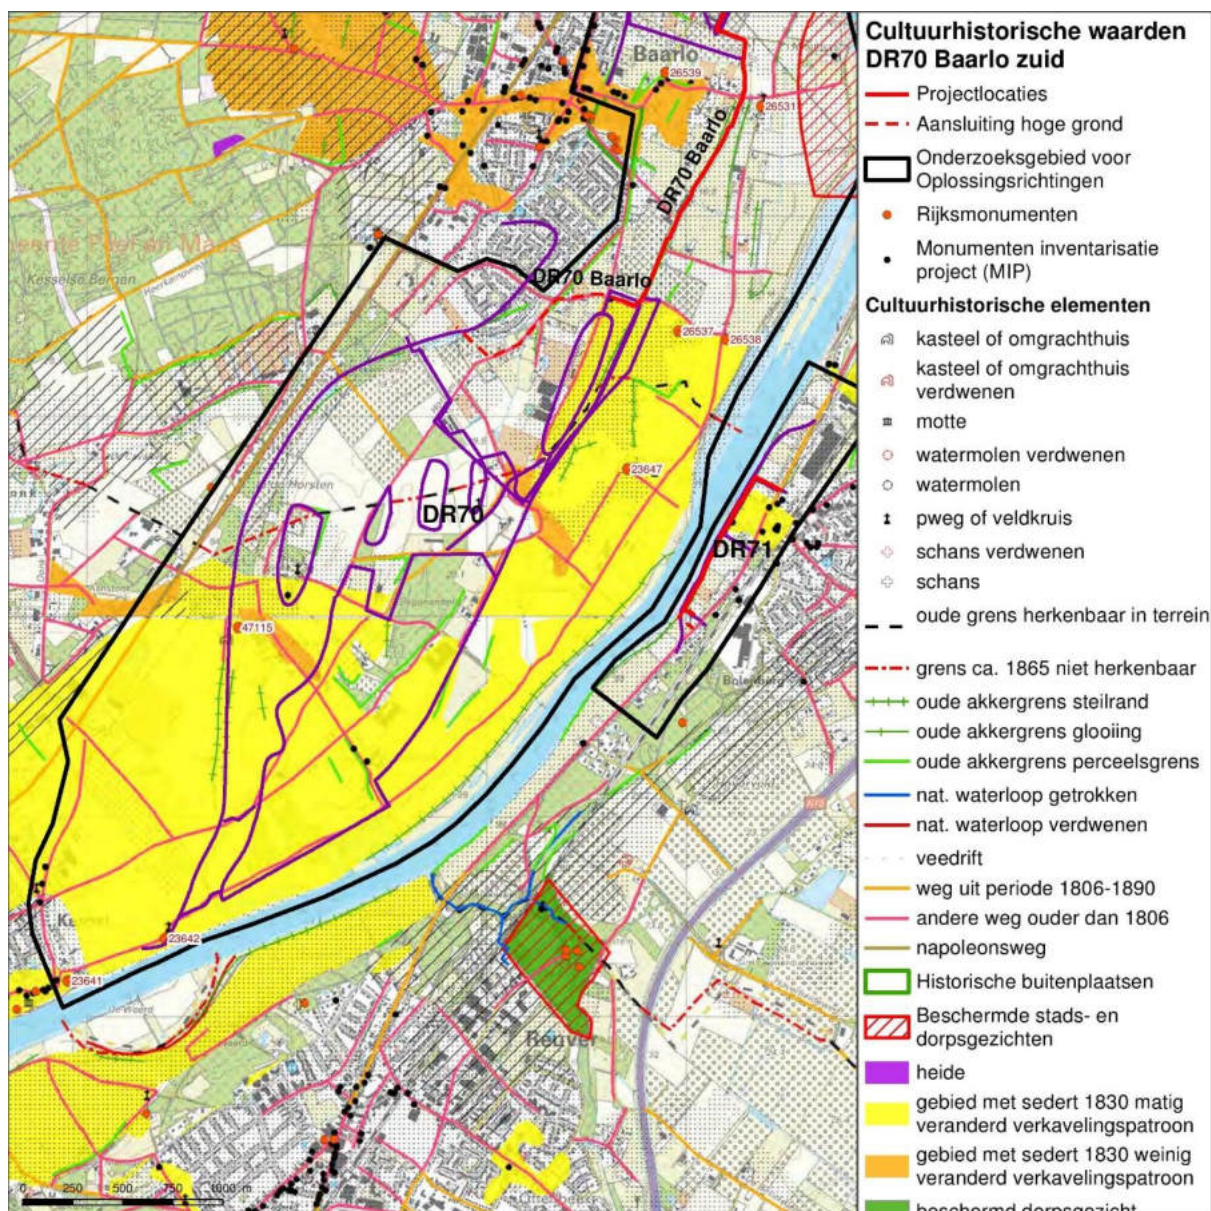 Baarlo
26539
26531
DR70 Baarlo
Kesselse Bergen
DR70 Baarlo
26537
26538
23647
DR70
DR71
47115
23642
23641
Reuver
0 250 500 750 1000 m
Cultuurhistorische waarden
DR70 Baarlo zuid
Projectlocaties
Aansluiting hoge grond
Onderzoeksgebied voor
Oplossingsrichtingen
Rijksmonumenten
Monumenten inventarisatie
project (MIP)
Cultuurhistorische elementen
kasteel of omgrachthuis
kasteel of omgrachthuis
verdwenen
motte
watermolen verdwenen
watermolen
pweg of veldkruis
schans verdwenen
schans
oude grens herkenbaar in terrein
grens ca. 1865 niet herkenbaar
oude akkergrens steilrand
oude akkergrens glooiing
oude akkergrens perceelsgrens
nat. waterloop getrokken
nat. waterloop verdwenen
veedrift
weg uit periode 1806-1890
andere weg ouder dan 1806
napoleonsweg
Historische buitenplaatsen
Beschermde stads- en
dorpsgezichten
heide
gebied met sedert 1830 matig
veranderd verkavelingspatroon
gebied met sedert 1830 weinig
veranderd verkavelingspatroon
beschermd dorpsgezicht